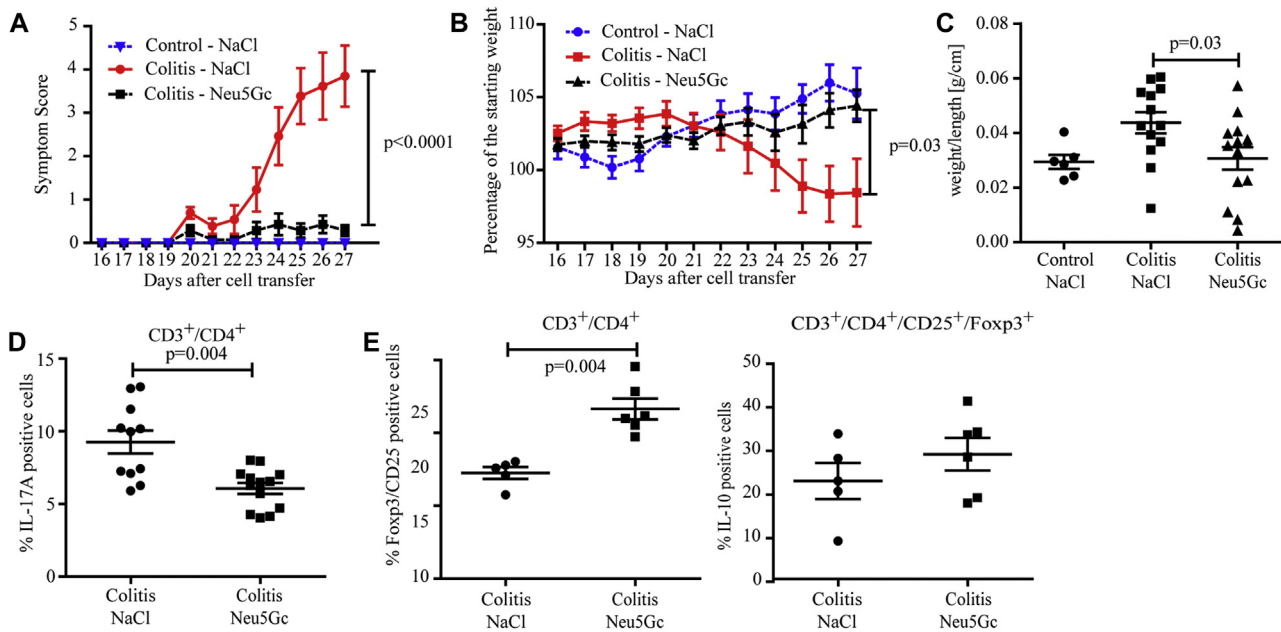 A
Symptom Score
5
4
3
2
1
0
Control - NaCl
Colitis - NaCl
Colitis - Neu5Gc
p<0.0001
16 17 18 19 20 21 22 23 24 25 26 27
Days after cell transfer
B
Percentage of the starting weight
110
105
100
95
Control - NaCl
Colitis - NaCl
Colitis - Neu5Gc
p=0.03
16 17 18 19 20 21 22 23 24 25 26 27
Days after cell transfer
C
weight/length [g/cm]
0.08
0.06
0.04
0.02
0.00
p=0.03
Control Colitis Colitis
NaCl NaCl Neu5Gc
D
CD3+/CD4+
p=0.004
% IL-17A positive cells
15
10
5
0
Colitis Colitis
NaCl Neu5Gc
E
CD3+/CD4+
p=0.004
% Foxp3/CD25 positive cells
25
20
15
10
Colitis Colitis
NaCl Neu5Gc
CD3+/CD4+/CD25+/Foxp3+
% IL-10 positive cells
50
40
30
20
10
0
Colitis Colitis
NaCl Neu5Gc